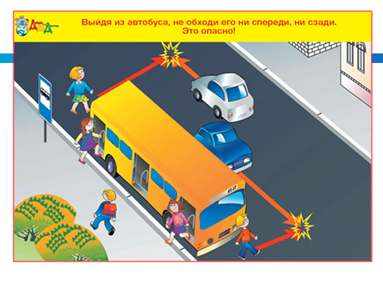 Выйдя из автобуса, не обходи его ни спереди, ни сзади.
Это опасно!